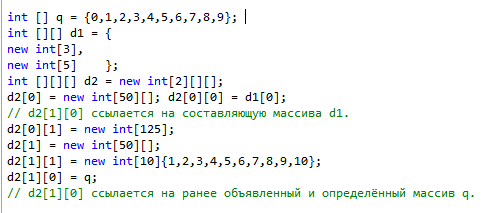 int [] q = {0,1,2,3,4,5,6,7,8,9};
int [][] d1 = {
new int[3],
new int[5]    };
int [][][] d2 = new int[2][][];
d2[0] = new int[50][]; d2[0][0] = d1[0];
// d2[1][0] ссылается на составляющую массива d1.
d2[0][1] = new int[125];
d2[1] = new int[50][];
d2[1][1] = new int[10]{1,2,3,4,5,6,7,8,9,10};
d2[1][0] = q;
// d2[1][0] ссылается на ранее объявленный и определённый массив q.